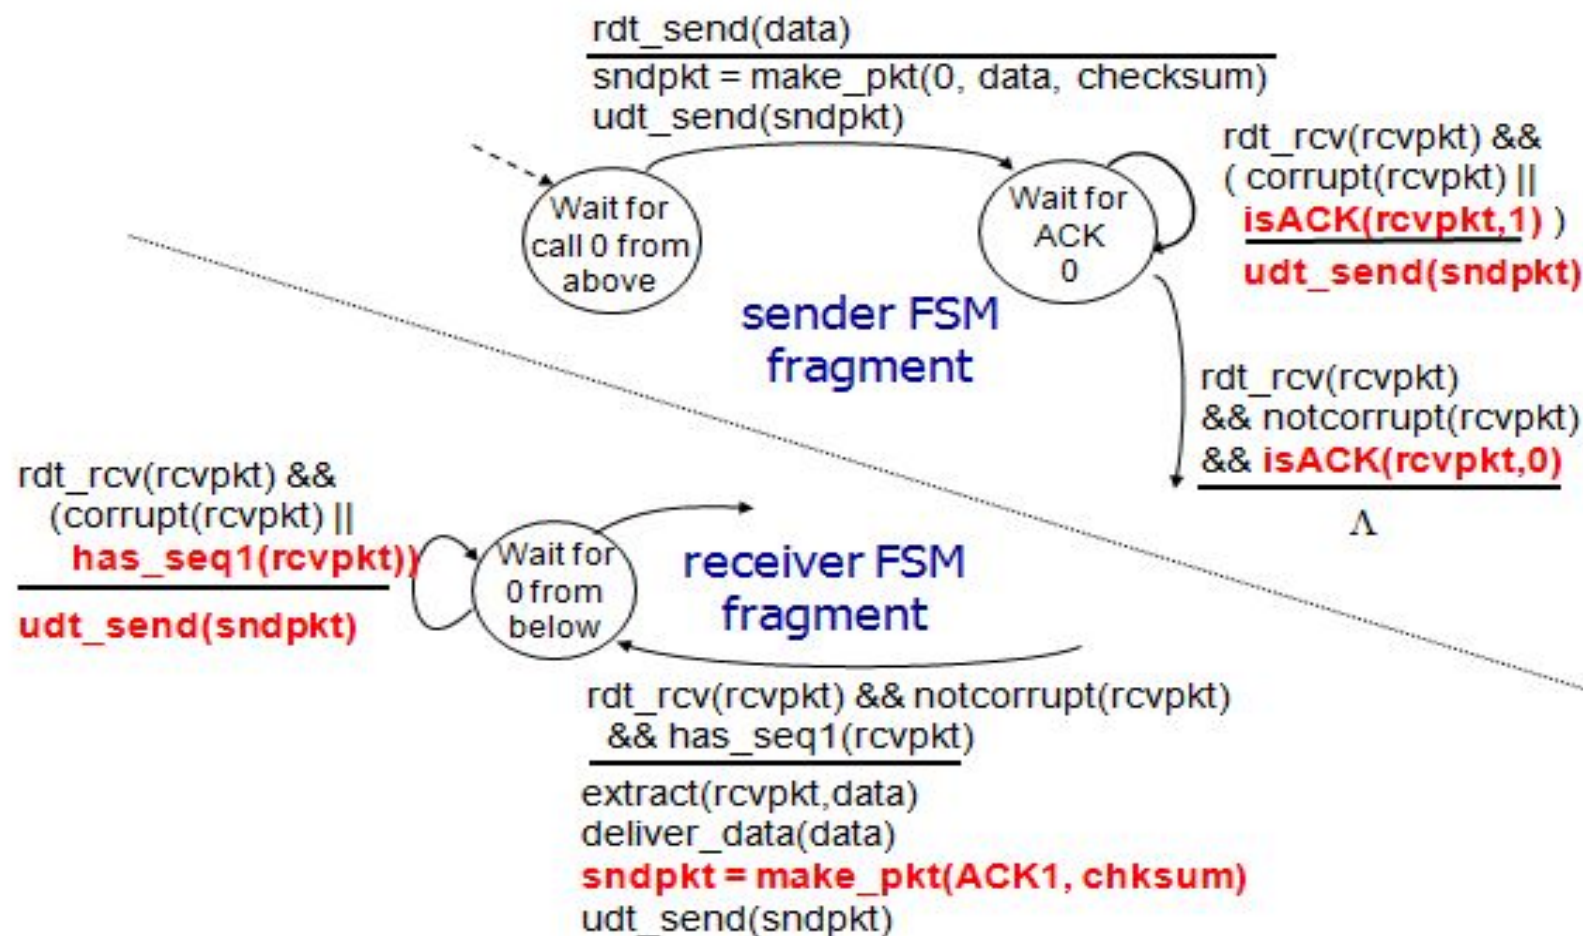 rdt_send(data)
sndpkt = make_pkt(0, data, checksum)
udt_send(sndpkt)
Wait for
call 0 from
above
Wait for
ACK
0
rdt_rcv(rcvpkt) &&
( corrupt(rcvpkt) ||
isACK(rcvpkt,1) )
udt_send(sndpkt)
sender FSM
fragment
rdt_rcv(rcvpkt)
&& notcorrupt(rcvpkt)
&& isACK(rcvpkt,0)
Λ
rdt_rcv(rcvpkt) &&
(corrupt(rcvpkt) ||
has_seq1(rcvpkt))
udt_send(sndpkt)
Wait for
0 from
below
receiver FSM
fragment
rdt_rcv(rcvpkt) && notcorrupt(rcvpkt)
&& has_seq1(rcvpkt)
extract(rcvpkt,data)
deliver_data(data)
sndpkt = make_pkt(ACK1, chksum)
udt_send(sndpkt)